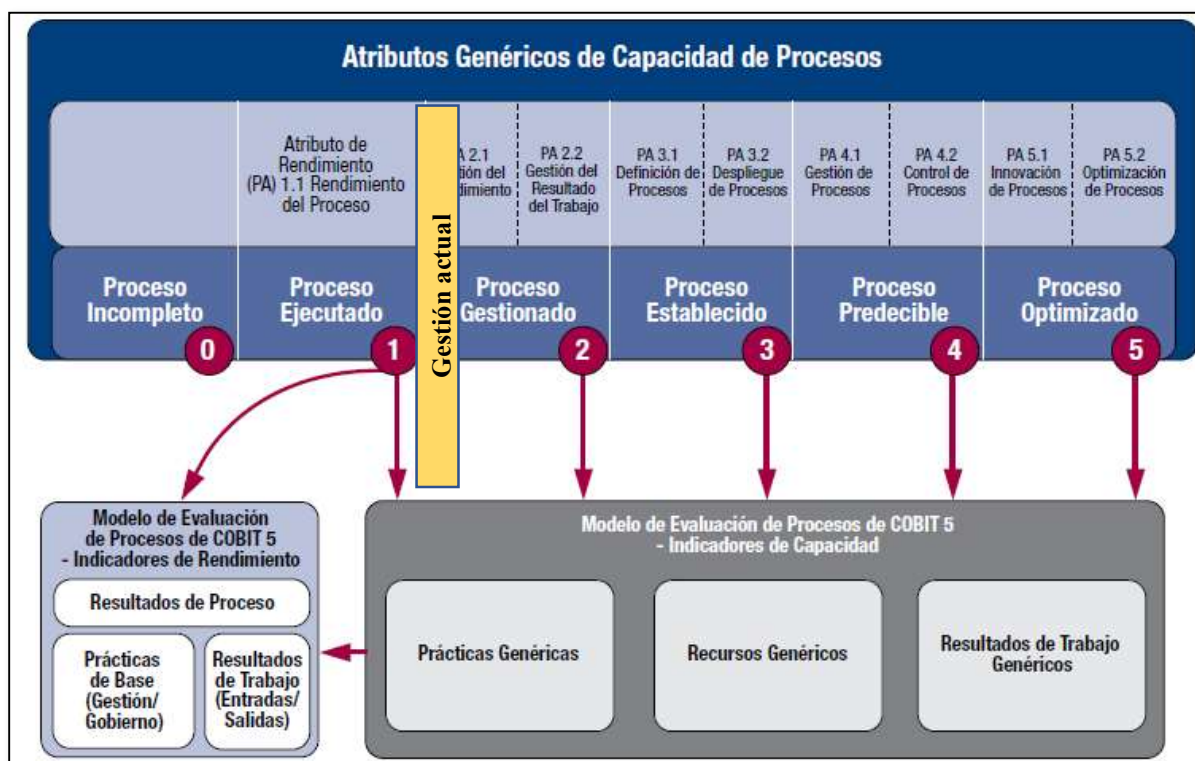 Atributos Genéricos de Capacidad de Procesos
Atributo de
Rendimiento
(PA) 1.1 Rendimiento
del Proceso
2.1
del
PA 2.2
Gestión del
Resultado
del Trabajo
PA 3.1
Definición de
Procesos
PA 3.2
Despliegue
de Procesos
PA 4.1
Gestión de
Procesos
PA 4.2
Control de
Procesos
PA 5.1
Innovación
de Procesos
PA 5.2
Optimización
de Procesos
Gestión actual
Proceso
Incompleto
0
Proceso
Ejecutado
1
Proceso
Gestionado
2
Proceso
Establecido
3
Proceso
Predecible
4
Proceso
Optimizado
5
Modelo de Evaluación
de Procesos de COBIT 5
- Indicadores de Rendimiento
Resultados de Proceso
Prácticas
de Base
(Gestión/
Gobierno)
Resultados
de Trabajo
(Entradas/
Salidas)
Modelo de Evaluación de Procesos de COBIT 5
- Indicadores de Capacidad
Prácticas Genéricas
Recursos Genéricos
Resultados de Trabajo
Genéricos